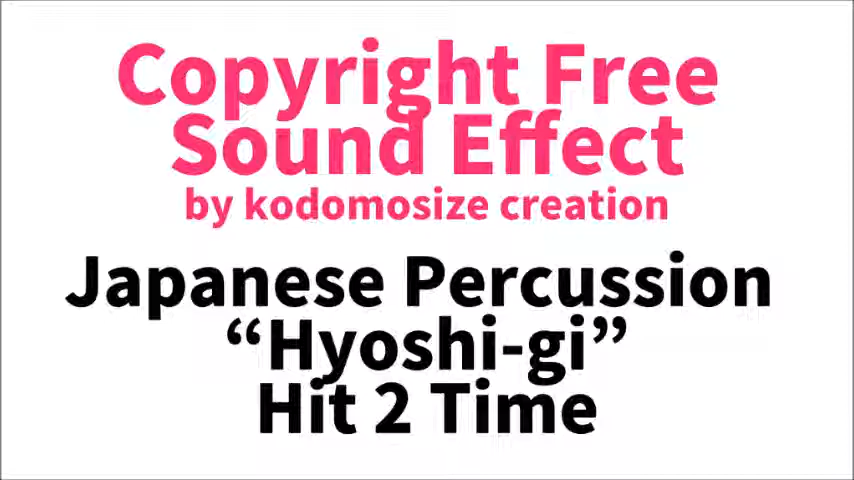 Copyright Free
Sound Effect
by kodomosize creation
Japanese Percussion
“Hyoshi-gi”
Hit 2 Time